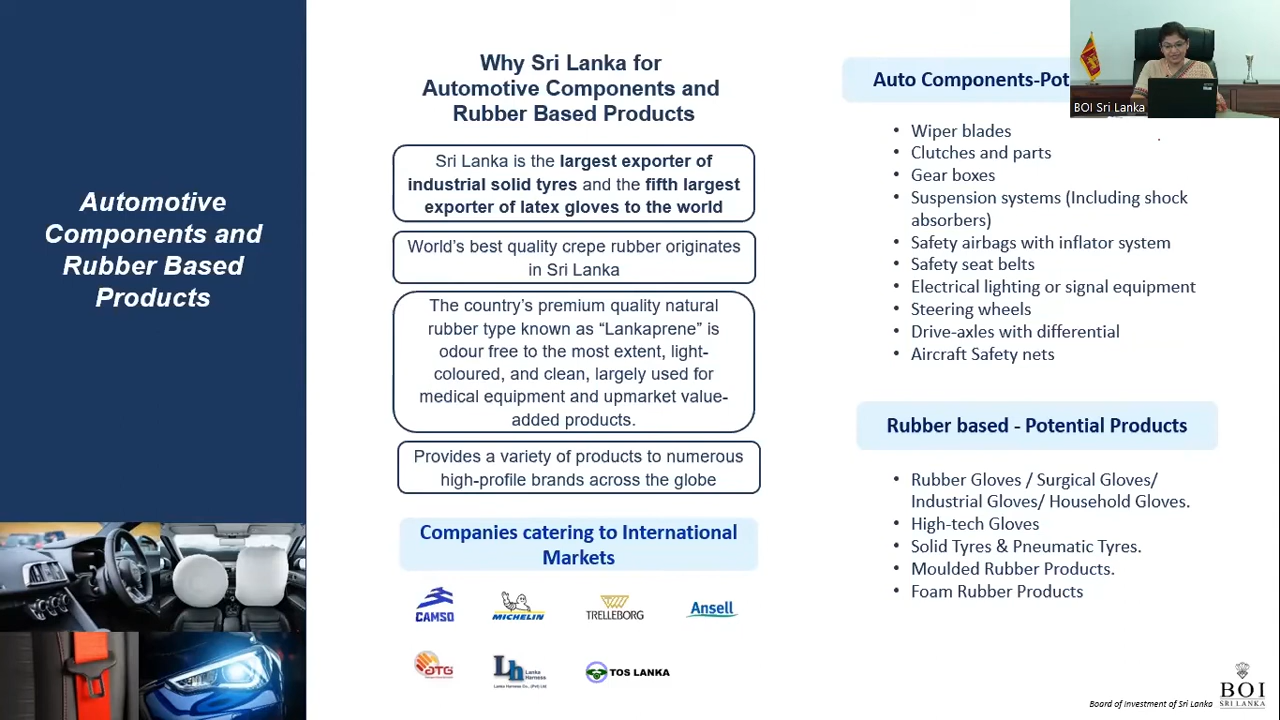 Automotive
Components and
Rubber Based
Products
Why Sri Lanka for
Automotive Components and
Rubber Based Products
Sri Lanka is the largest exporter of
industrial solid tyres and the fifth largest
exporter of latex gloves to the world
World's best quality crepe rubber originates
in Sri Lanka
The country's premium quality natural
rubber type known as “Lankaprene” is
odour free to the most extent, light-
coloured, and clean, largely used for
medical equipment and upmarket value-
added products.
Provides a variety of products to numerous
high-profile brands across the globe
Companies catering to International
Markets
CAMSO
MICHELIN
TRELLEBORG
Ansell
ATG
Lh
Lanka
Harness
Lanka Harness Co., (Pvt) Ltd
TOS LANKA
Auto Components-Pot
BOI Sri Lanka
• Wiper blades
• Clutches and parts
• Gear boxes
• Suspension systems (Including shock
absorbers)
• Safety airbags with inflator system
• Safety seat belts
• Electrical lighting or signal equipment
• Steering wheels
• Drive-axles with differential
• Aircraft Safety nets
Rubber based - Potential Products
• Rubber Gloves / Surgical Gloves/
Industrial Gloves/ Household Gloves.
• High-tech Gloves
• Solid Tyres & Pneumatic Tyres.
• Moulded Rubber Products.
• Foam Rubber Products
Board of Investment of Sri Lanka
BOI
SRI LANKA